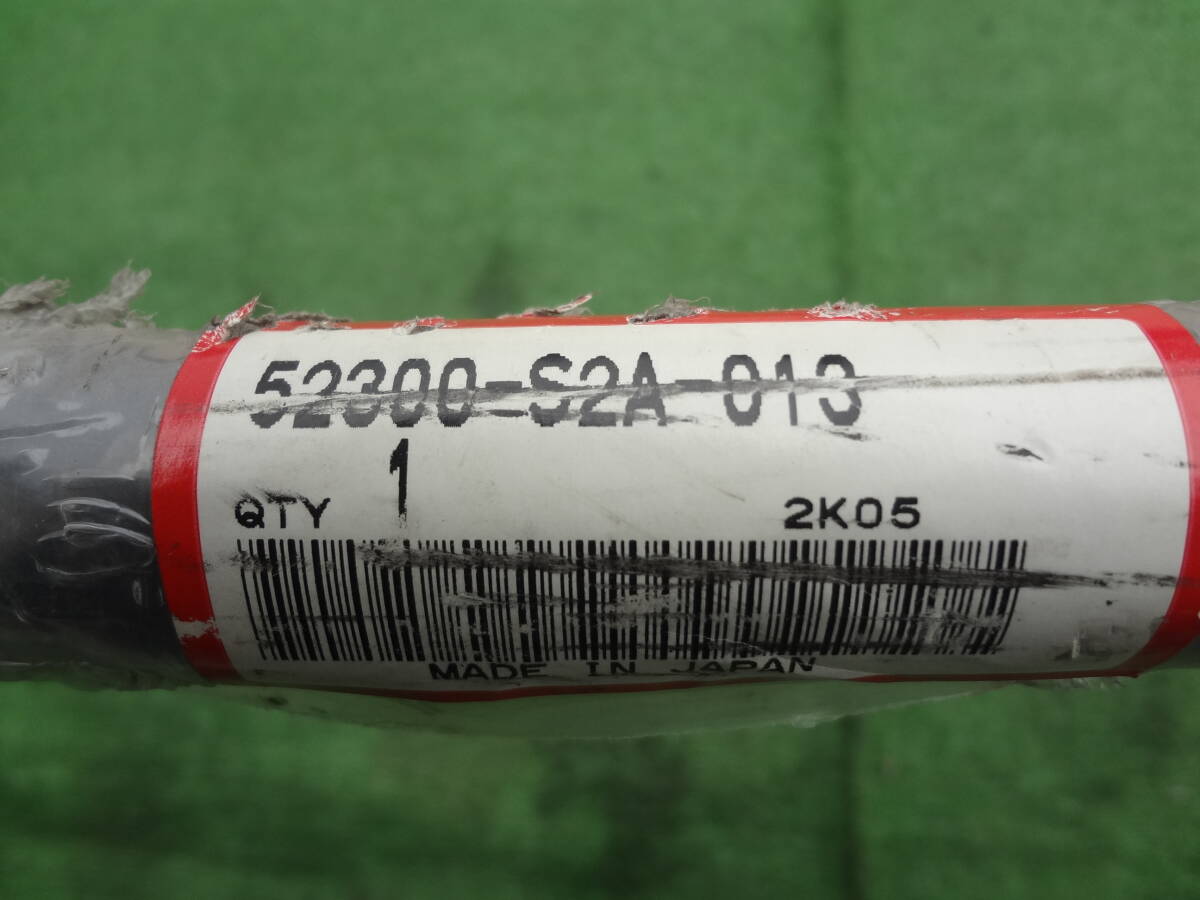 52300-S2A-013
1
QTY 2K05
MADE IN JAPAN